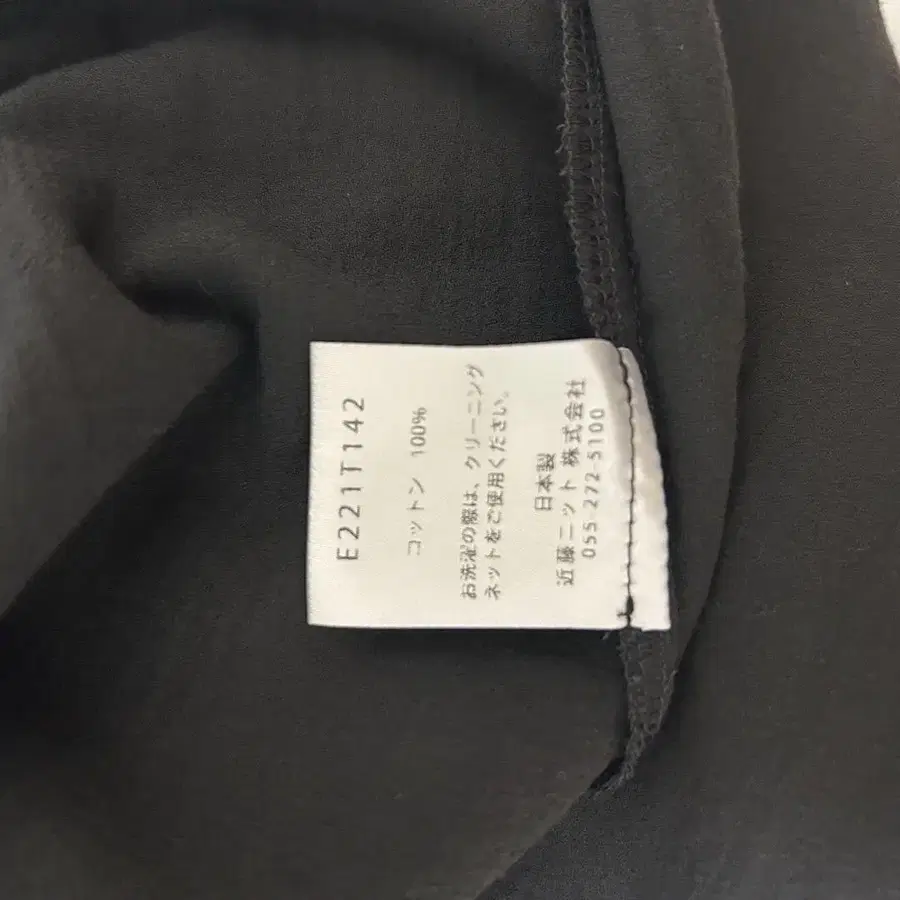 E221T142
コットン 100%
お洗濯の際は、クリーニング
ネットをご使用ください。
日本製
近藤ニット 株式会社
055-272-5100